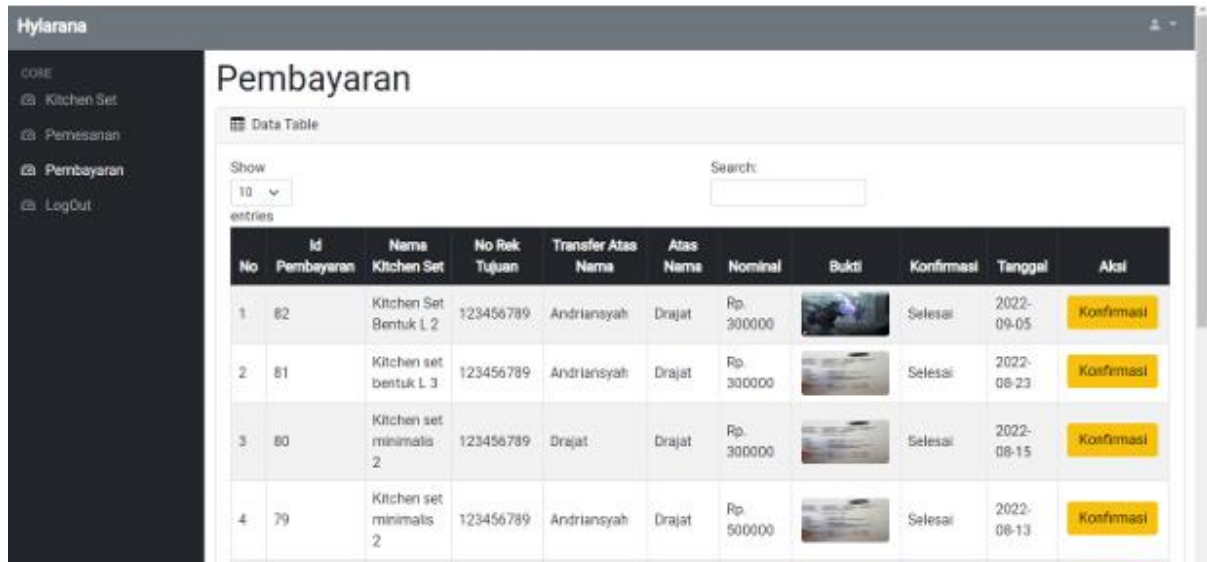 Hylarana
CORE
Kitchen Set
Pemesanan
Pembayaran
LogOut
Pembayaran
Data Table
Show
10
entries
Search:
No Id Pembayaran Nama Kitchen Set No Rek Tujuan Transfer Atas Nama Atas Nama Nominal Bukti Konfirmasi Tanggal Aksi
1 82 Kitchen Set Bentuk L 2 123456789 Andriansyah Drajat Rp. 300000 Selesai 2022-09-05 Konfirmasi
2 81 Kitchen set bentuk L 3 123456789 Andriansyah Drajat Rp. 300000 Selesai 2022-08-23 Konfirmasi
3 80 Kitchen set minimalis 2 123456789 Drajat Drajat Rp. 300000 Selesai 2022-08-15 Konfirmasi
4 79 Kitchen set minimalis 2 123456789 Andriansyah Drajat Rp. 500000 Selesai 2022-08-13 Konfirmasi